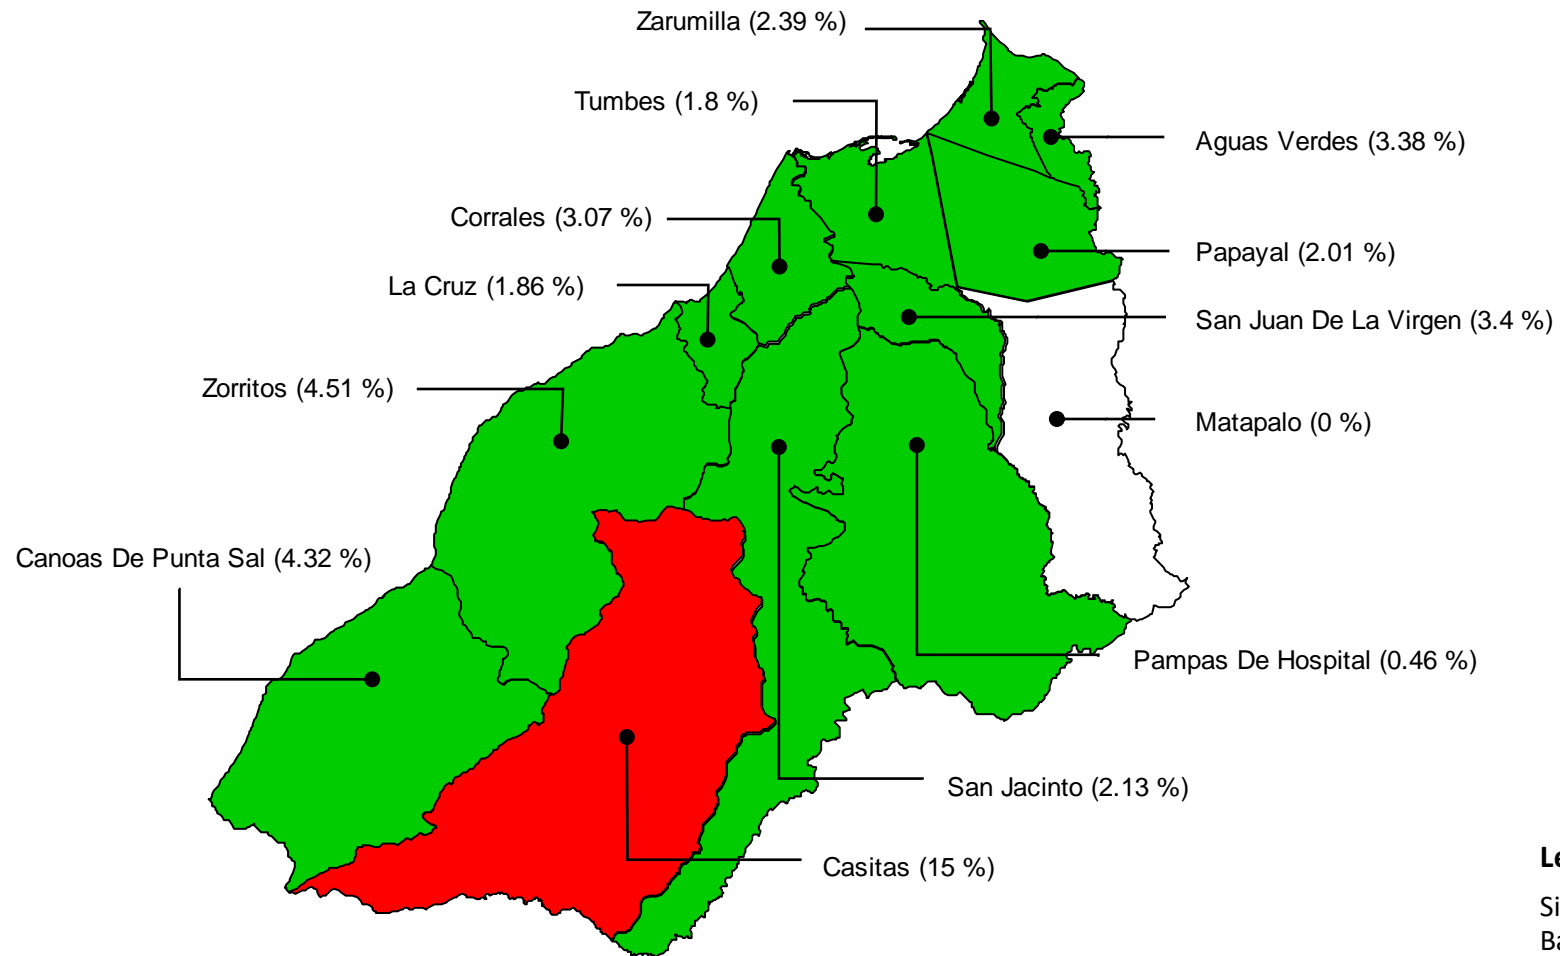 Zarumilla (2.39 %)
Tumbes (1.8 %)
Aguas Verdes (3.38 %)
Corrales (3.07 %)
Papayal (2.01 %)
La Cruz (1.86 %)
San Juan De La Virgen (3.4 %)
Zorritos (4.51 %)
Matapalo (0 %)
Canoas De Punta Sal (4.32 %)
Pampas De Hospital (0.46 %)
San Jacinto (2.13 %)
Casitas (15 %)